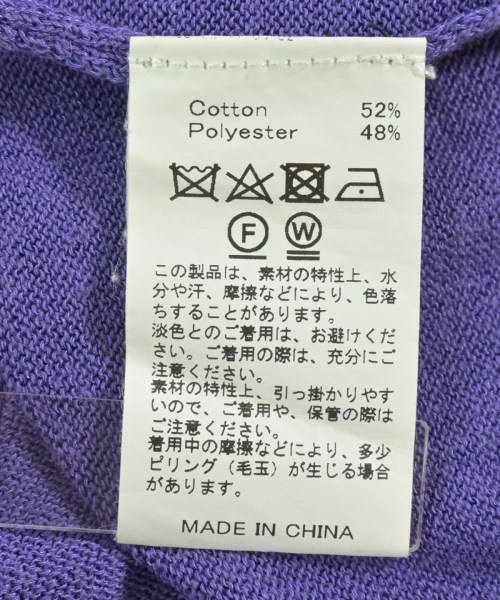 Cotton 52%
Polyester 48%
F W
この製品は、素材の特性上、水
分や汗、摩擦などにより、色落
ちすることがあります。
淡色とのご着用は、お避けくだ
さい。ご着用の際は、充分にご
注意ください。
素材の特性上、引っ掛かりやす
いので、ご着用や、保管の際は
ご注意ください。
着用中の摩擦などにより、多少
ピリング（毛玉）が生じる場合
があります。
MADE IN CHINA